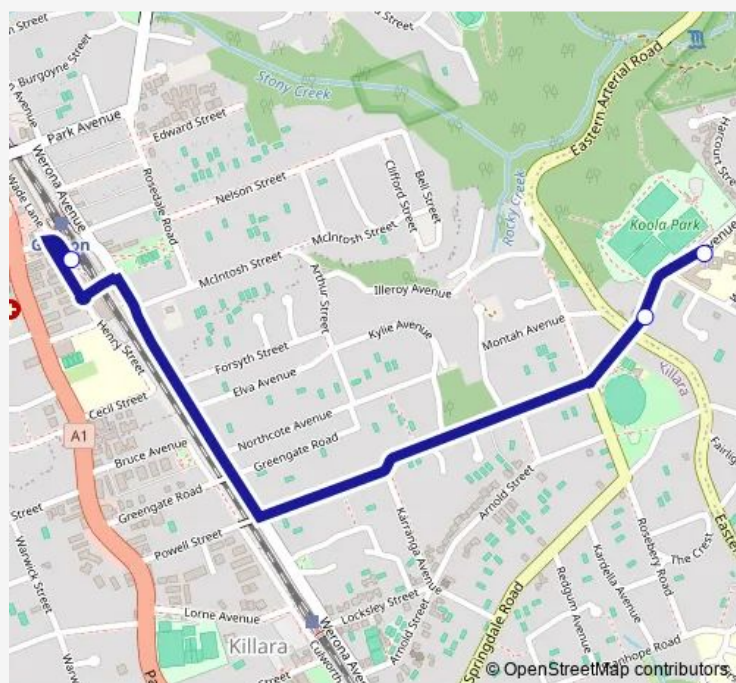 Burgoyne Street
Stony Creek
Eastern Arterial Road
Park Avenue
Edward Street
Werona Avenue
Wade Lane
Rosedale Road
Nelson Street
Clifford Street
Bell Street
Rocky Creek
Harcourt Street
Koola Park
McIntosh Street
McIntosh Street
Arthur Street
Illeroy Avenue
Kylie Avenue
Montah Avenue
Henry Street
Forsyth Street
Elva Avenue
Killara
Cecil Street
A1
Northcote Avenue
Bruce Avenue
Greengate Road
Greengate Road
Arnold Street
Street
Powell Street
Karranga Avenue
Rosebery Road
The Crest
Warwick Street
Kardella Avenue
Redgum Avenue
Lorne Avenue
Locksley Street
Arnold Street
Springdale Road
Killara
© OpenStreetMap contributors